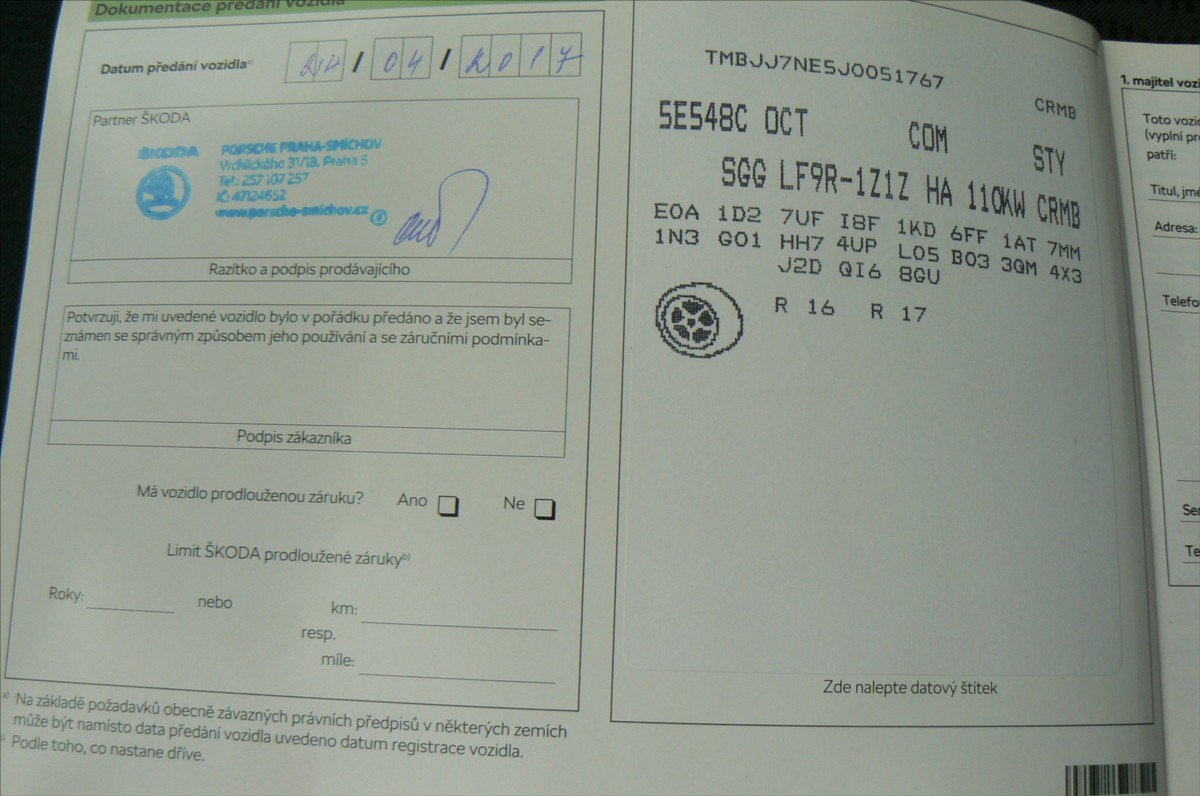 Dokumentace předání vozidla
Datum předání vozidla a) 24 / 04 / 2017
Partner ŠKODA
ŠKODA
PORSCHE PRAHA-SMÍCHOV
Vrchlického 31/18, Praha 5
Tel.: 257 107 257
IČ: 47124652
www.porsche-smichov.cz 4
Razítko a podpis prodávajícího
Potvrzuji, že mi uvedené vozidlo bylo v pořádku předáno a že jsem byl se-
známen se správným způsobem jeho používání a se záručními podmínka-
mi.
Podpis zákazníka
Má vozidlo prodlouženou záruku? Ano Ne
Limit ŠKODA prodloužené záruky b)
Roky: nebo km:
resp.
míle:
a) Na základě požadavků obecně závazných právních předpisů v některých zemích
může být namísto data předání vozidla uvedeno datum registrace vozidla.
Podle toho, co nastane dříve.
TMBJJ7NE5J0051767
CRMB
5E548C OCT COM STY
SGG LF9R-1Z1Z HA 110KW CRMB
E0A 1D2 7UF I8F 1KD 6FF 1AT 7MM
1N3 G01 HH7 4UP L05 B03 3QM 4X3
J2D QI6 8GU
R 16 R 17
Zde nalepte datový štítek
1. majitel vozi
Toto vozid
(vyplní pr
patří:
Titul, jmé
Adresa:
Telefo
Ser
Te